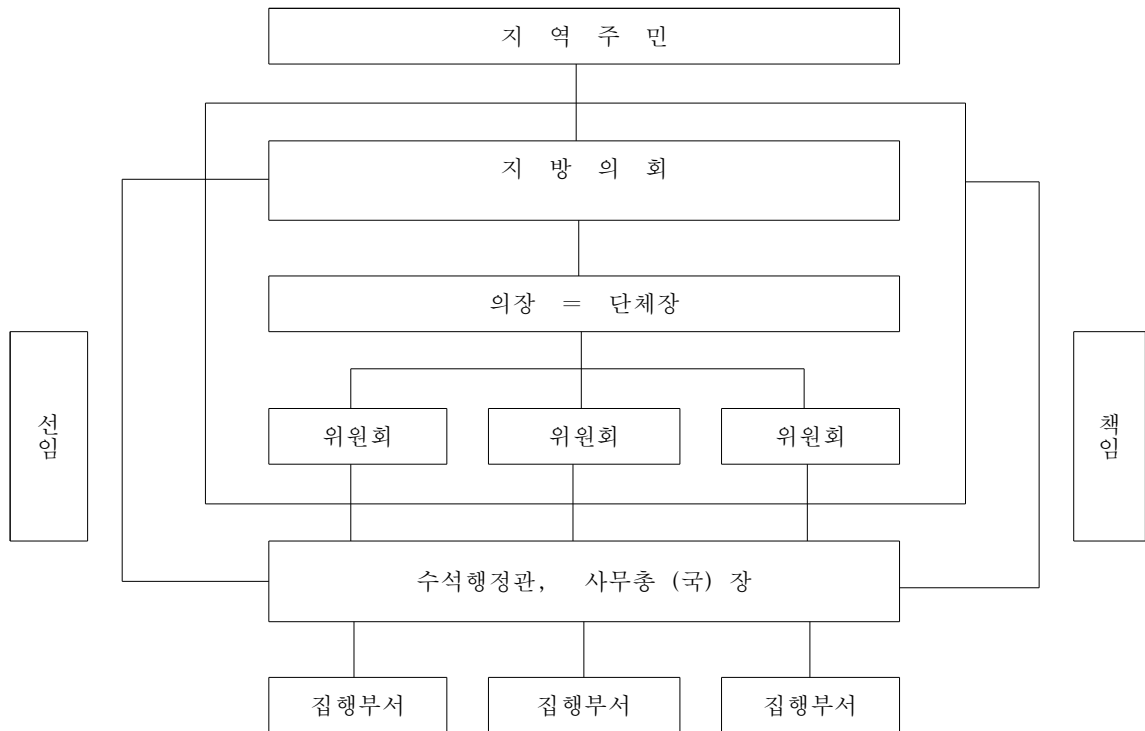 지 역 주 민
지 방 의 회
의장 = 단체장
선임
책임
위원회 위원회 위원회
수석행정관, 사무총 (국) 장
집행부서 집행부서 집행부서